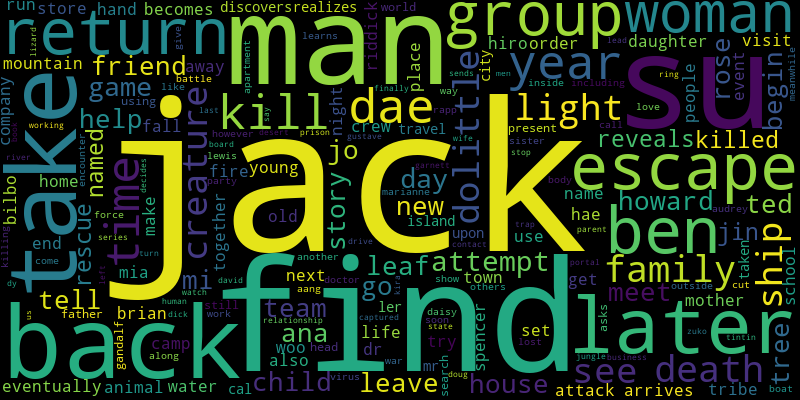 jack
find
man
back
su
take
return
group
woman
escape
later
ben
family
year
light
dae
kill
ship
death
see
time
creature
dolittle
leaf
attempt
go
leave
house
child
tell
help
game
friend
named
rescue
story
day
new
jo
howard
reveals
killed
rose
begin
ted
jin
meet
tree
hiro
order
daughter
visit
event
people
city
discovers
realizes
becomes
hand
store
run
mountain
away
riddick
world
night
place
crew
travel
present
young
fire
fall
using
company
bilbo
home
end
make
together
mi
mia
brian
father
team
next
ana
woo
also
old
island
upon
use
hae
name
town
ler
life
dr
mr
try
set
spencer
search
get
mother
taken
school
attack
arrives
tribe
boat
water
animal
eventually
camp
along
gandalf
cal
virus
head
war
daisy
others
show
soon
state
lost
doug
jungle
business
cut
outside
portal
asks
zuko
tintin
audrey
parent
body
trap
contact
garnett
marianne
desert
prison
however
say
gustave
rapp
wife
sister
stop
call
love
ring
including
inside
men
lead
meanwhile
sends
way
finally
learns
apartment
battle
like
give
lizard
working
killing
river
encounter
force
series
left
come
us
dy
decides
turn
human
dick
watch
work
still
david
board
lewis
party
last
another
aang
doctor
relationship
captured
kira
drive